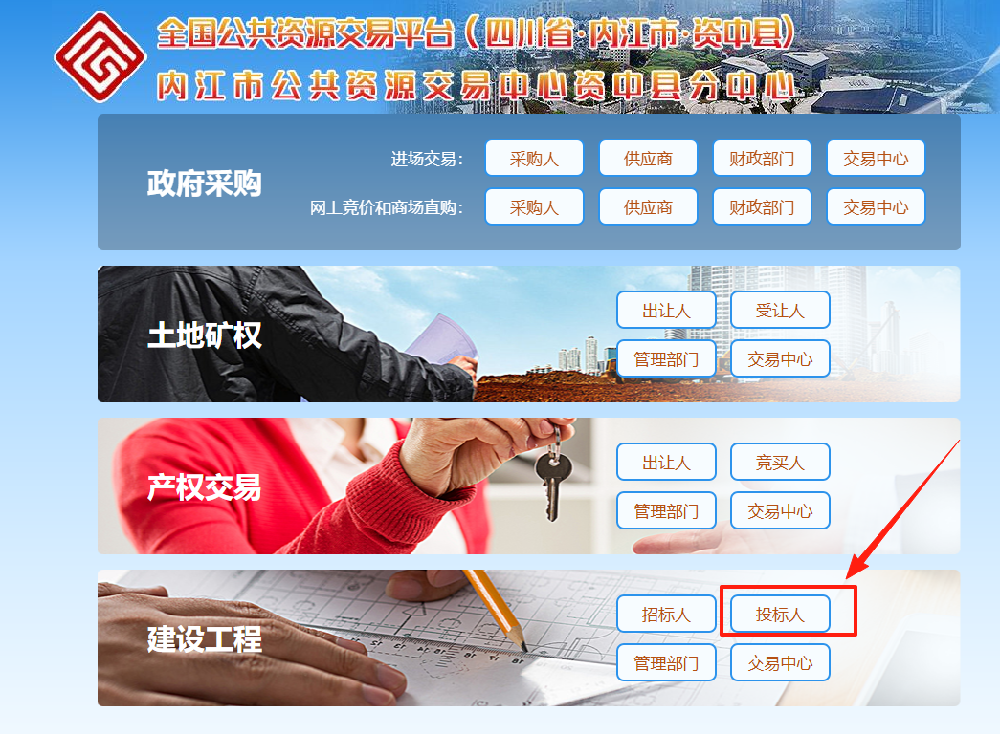 全国公共资源交易平台（四川省·内江市·资中县）
内江市公共资源交易中心资中县分中心
政府采购
进场交易： 采购人 供应商 财政部门 交易中心
网上竞价和商场直购： 采购人 供应商 财政部门 交易中心
土地矿权
出让人 受让人
管理部门 交易中心
产权交易
出让人 竞买人
管理部门 交易中心
建设工程
招标人 投标人
管理部门 交易中心